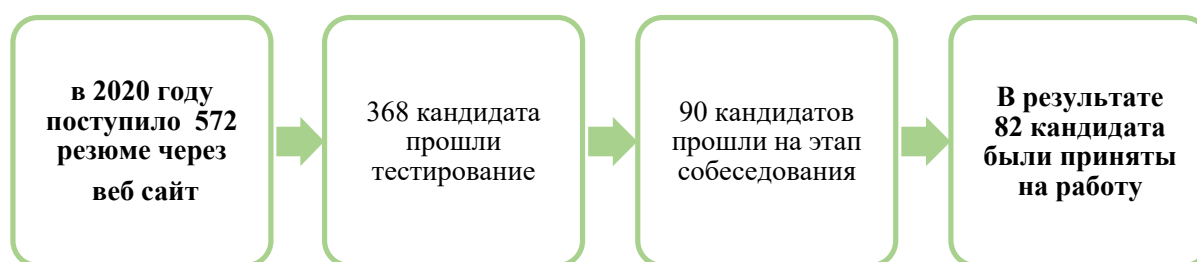 в 2020 году
поступило 572
резюме через
веб сайт
368 кандидата
прошли
тестирование
90 кандидатов
прошли на этап
собеседования
В результате
82 кандидата
были приняты
на работу